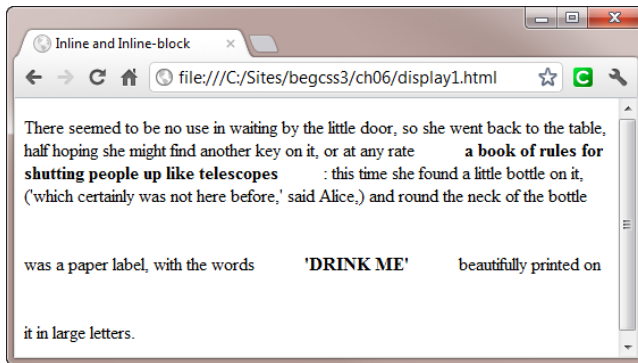 Inline and Inline-block
file:///C:/Sites/begcss3/ch06/display1.html
C
There seemed to be no use in waiting by the little door, so she went back to the table,
half hoping she might find another key on it, or at any rate a book of rules for
shutting people up like telescopes : this time she found a little bottle on it,
('which certainly was not here before,' said Alice,) and round the neck of the bottle
was a paper label, with the words 'DRINK ME' beautifully printed on
it in large letters.